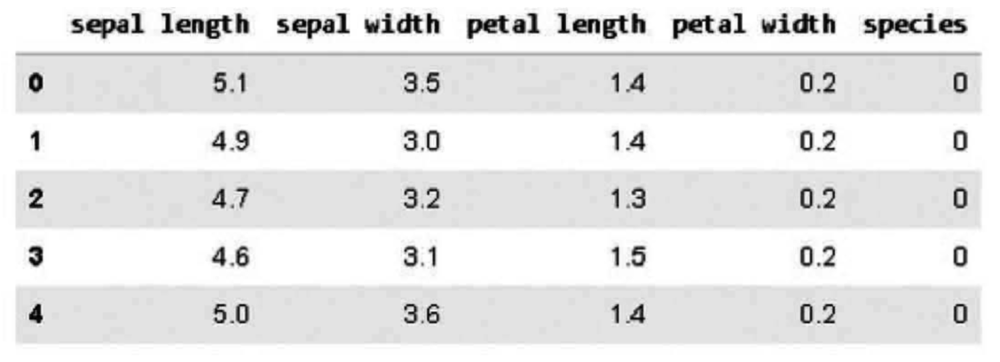 sepal length sepal width petal length petal width species
0 5.1 3.5 1.4 0.2 0
1 4.9 3.0 1.4 0.2 0
2 4.7 3.2 1.3 0.2 0
3 4.6 3.1 1.5 0.2 0
4 5.0 3.6 1.4 0.2 0